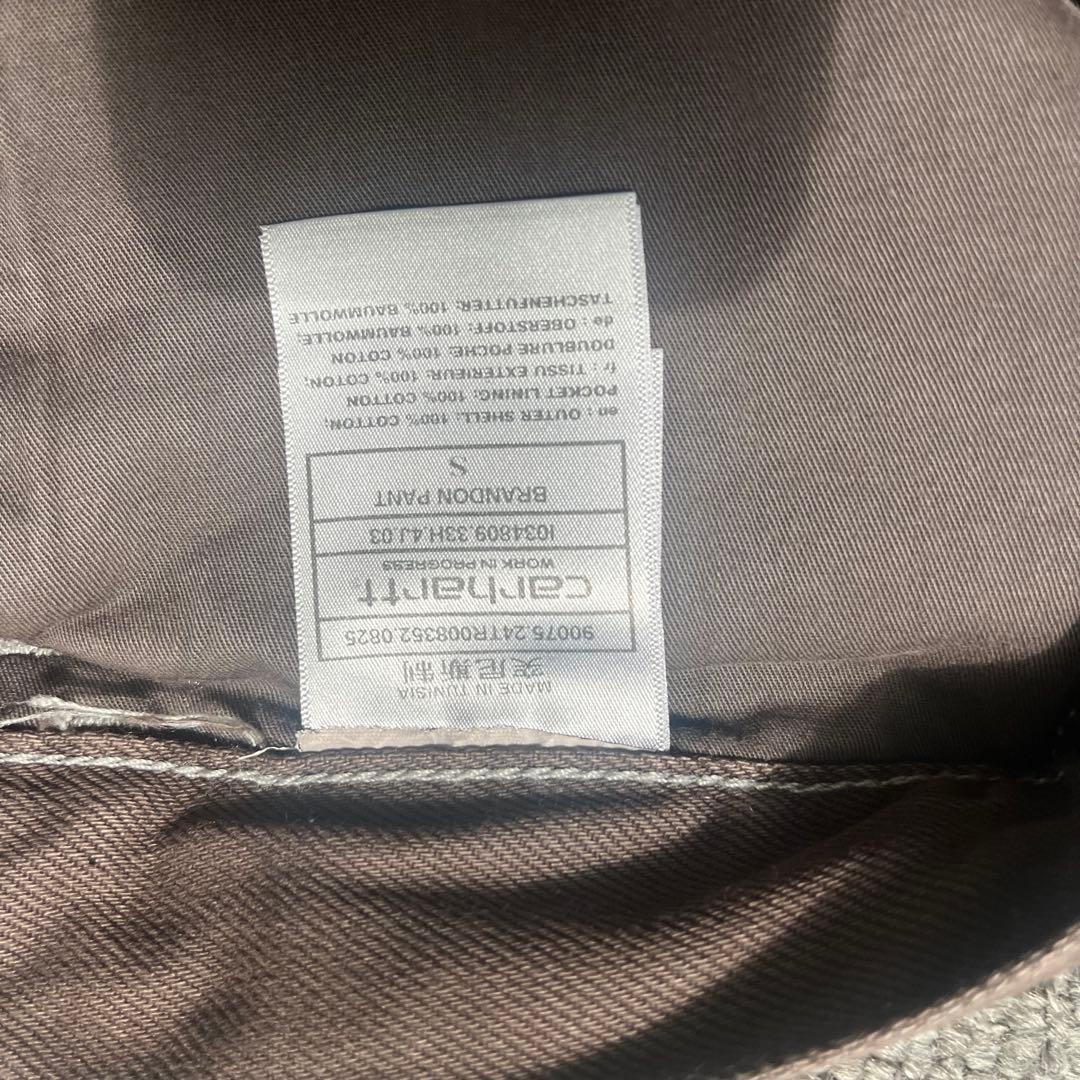 MADE IN TUNISIA
突尼斯制
90075.24TR008352.0825
carhartt
WORK IN PROGRESS
I034809.33H.4J.03
BRANDON PANT
S
en : OUTER SHELL: 100% COTTON;
POCKET LINING: 100% COTTON
fr : TISSU EXTERIEUR: 100% COTON;
DOUBLURE POCHE: 100% COTON
de : OBERSTOFF: 100% BAUMWOLLE;
TASCHENFUTTER: 100% BAUMWOLLE